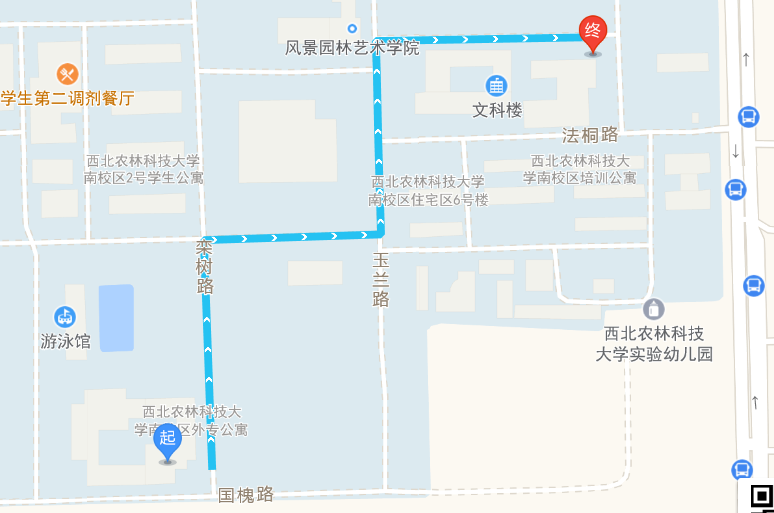 终
风景园林艺术学院
学生第二调剂餐厅
文科楼
法桐路
西北农林科技大学
南校区2号学生公寓
西北农林科技大
学南校区培训公寓
西北农林科技大学
南校区住宅区6号楼
栾树路
玉兰路
游泳馆
西北农林科技
大学实验幼儿园
西北农林科技大
学南校区外专公寓
起
国槐路